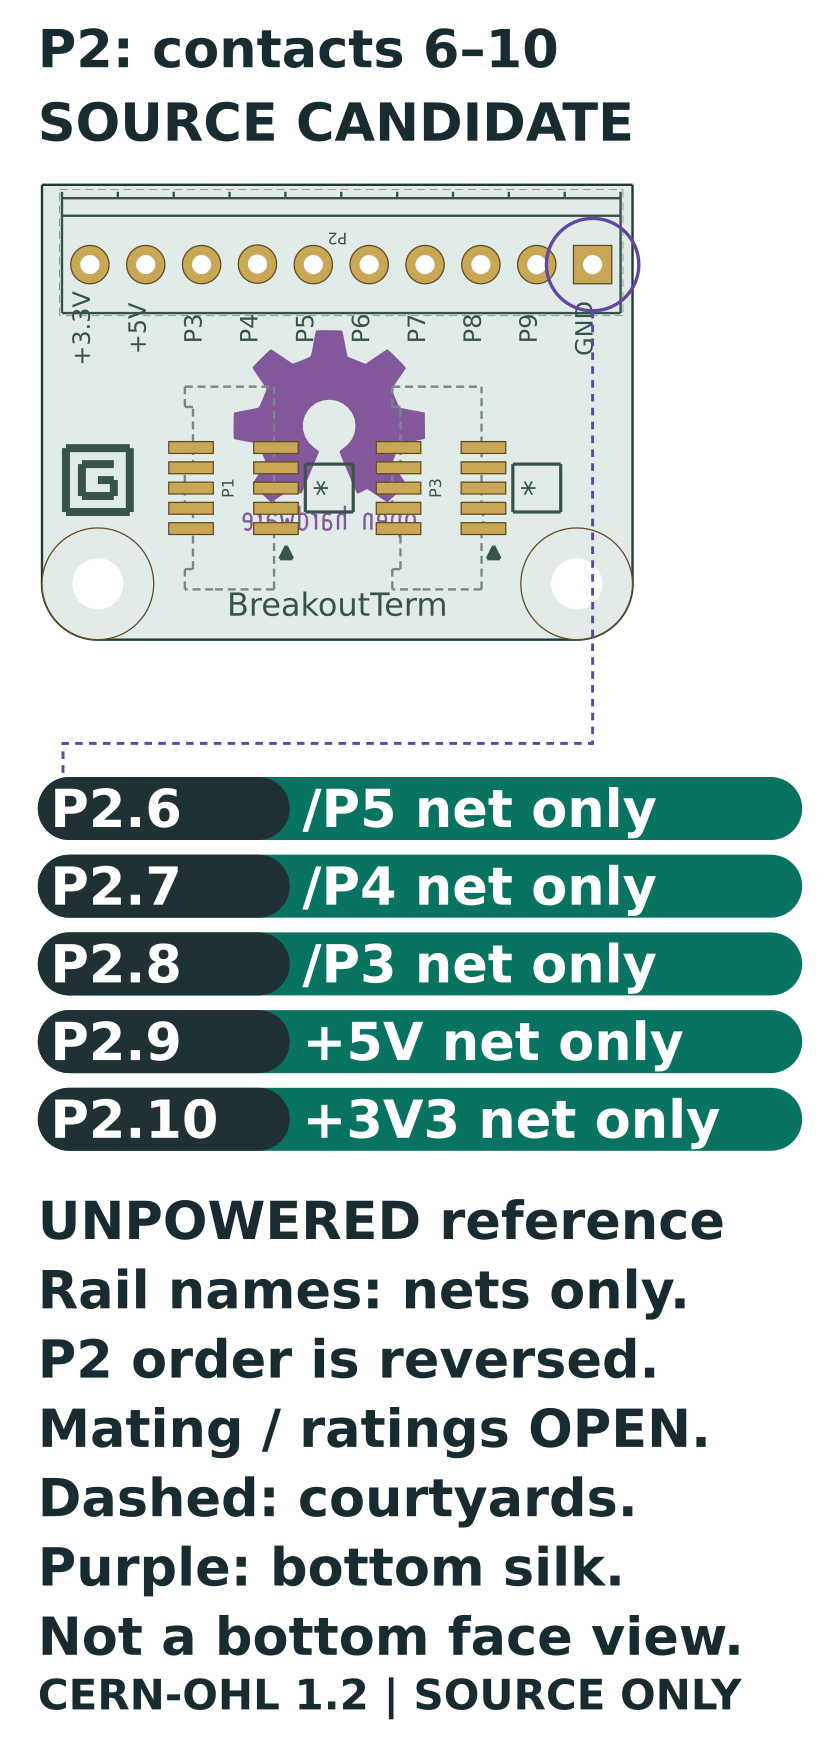 P2: contacts 6–10
SOURCE CANDIDATE
P2
+3.3V
+5V
P3
P4
P5
P6
P7
P8
P9
GND
P1
*
P3
*
G
open hardware
BreakoutTerm
P2.6 /P5 net only
P2.7 /P4 net only
P2.8 /P3 net only
P2.9 +5V net only
P2.10 +3V3 net only
UNPOWERED reference
Rail names: nets only.
P2 order is reversed.
Mating / ratings OPEN.
Dashed: courtyards.
Purple: bottom silk.
Not a bottom face view.
CERN-OHL 1.2 | SOURCE ONLY